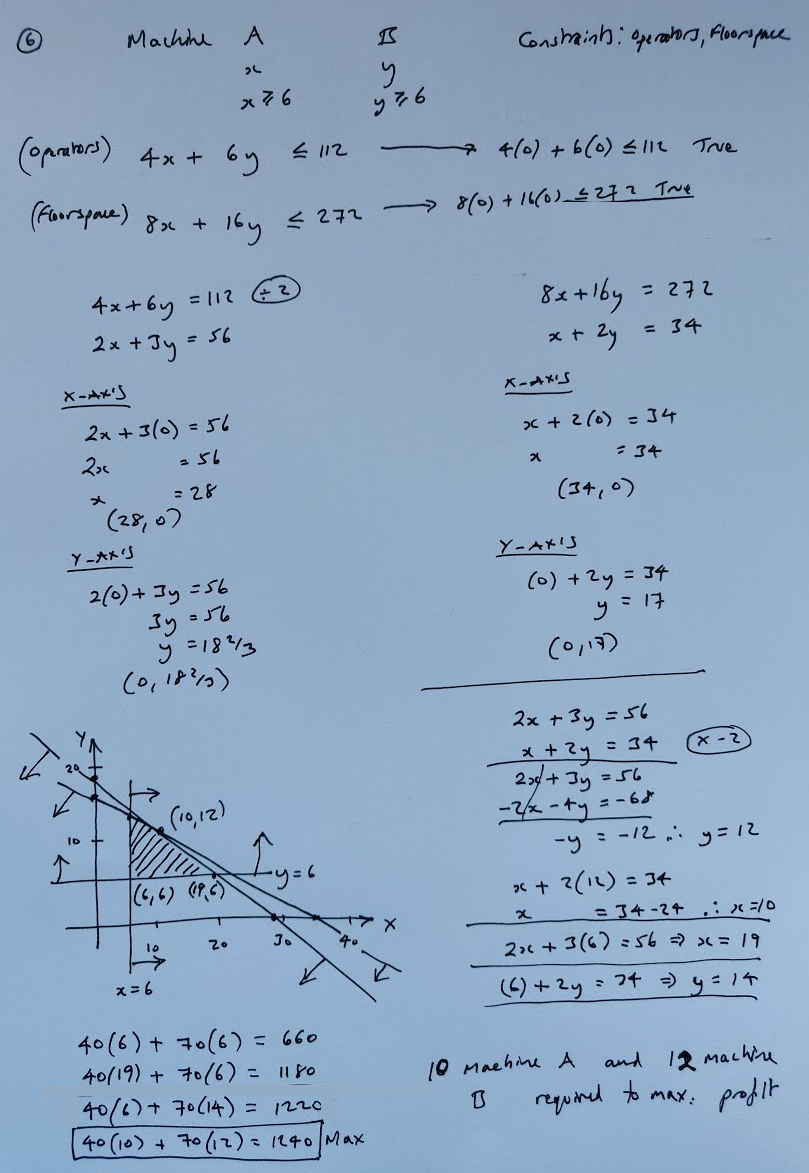 ⑥ Machine A B Constraints: operators, Floorspace
x y
x ≥ 6 y ≥ 6
(operators) 4x + 6y ≤ 112 → 4(0) + 6(0) ≤ 112 True
(Floorspace) 8x + 16y ≤ 272 → 8(0) + 16(0) ≤ 272 True
4x + 6y = 112 ÷2
2x + 3y = 56
X-AXIS
2x + 3(0) = 56
2x = 56
x = 28
(28, 0)
Y-AXIS
2(0) + 3y = 56
3y = 56
y = 18 2/3
(0, 18 2/3)
8x + 16y = 272
x + 2y = 34
X-AXIS
x + 2(0) = 34
x = 34
(34, 0)
Y-AXIS
(0) + 2y = 34
y = 17
(0, 17)
2x + 3y = 56
x + 2y = 34 x -2
2x + 3y = 56
-2x - 4y = -68
-y = -12 ∴ y = 12
x + 2(12) = 34
x = 34 - 24 ∴ x = 10
2x + 3(6) = 56 ⇒ x = 19
(6) + 2y = 34 ⇒ y = 14
Y
20
(10, 12)
10
y = 6
(6, 6) (19, 6)
X
10 20 30 40
x = 6
40(6) + 70(6) = 660
40(19) + 70(6) = 1180
40(6) + 70(14) = 1220
40(10) + 70(12) = 1240 Max
10 Machine A and 12 Machine
B required to max. profit